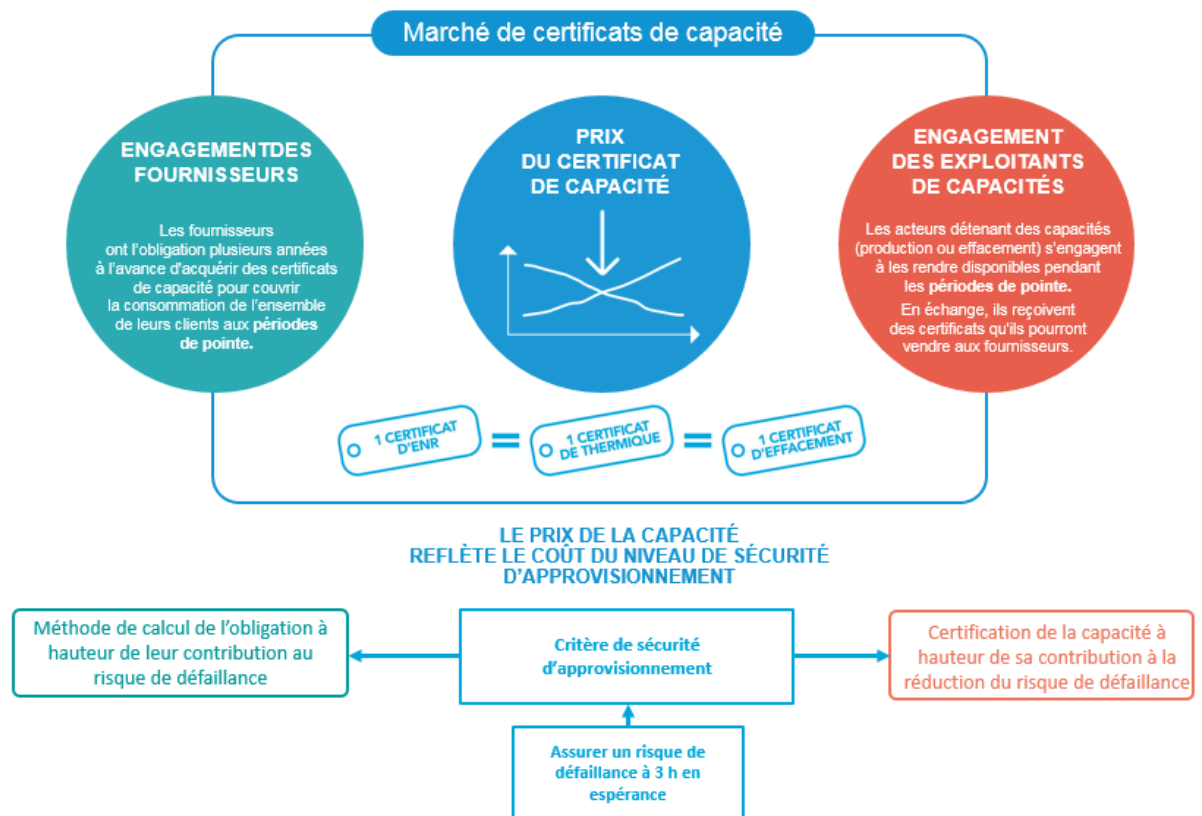 Marché de certificats de capacité
ENGAGEMENTDES
FOURNISSEURS
Les fournisseurs
ont l'obligation plusieurs années
à l'avance d'acquérir des certificats
de capacité pour couvrir
la consommation de l'ensemble
de leurs clients aux périodes
de pointe.
PRIX
DU CERTIFICAT
DE CAPACITÉ
ENGAGEMENT
DES EXPLOITANTS
DE CAPACITÉS
Les acteurs détenant des capacités
(production ou effacement) s'engagent
à les rendre disponibles pendant
les périodes de pointe.
En échange, ils reçoivent
des certificats qu'ils pourront
vendre aux fournisseurs.
1 CERTIFICAT
D'ENR
=
1 CERTIFICAT
DE THERMIQUE
=
1 CERTIFICAT
D'EFFACEMENT
LE PRIX DE LA CAPACITÉ
REFLÈTE LE COÛT DU NIVEAU DE SÉCURITÉ
D'APPROVISIONNEMENT
Méthode de calcul de l'obligation à
hauteur de leur contribution au
risque de défaillance
Critère de sécurité
d'approvisionnement
Certification de la capacité à
hauteur de sa contribution à la
réduction du risque de défaillance
Assurer un risque de
défaillance à 3 h en
espérance